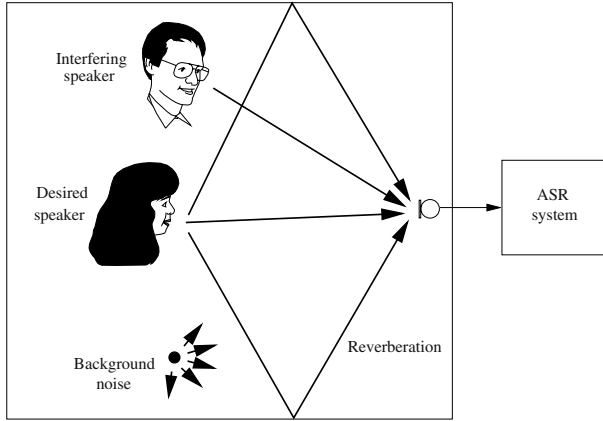 Interfering
speaker
Desired
speaker
ASR
system
Reverberation
Background
noise